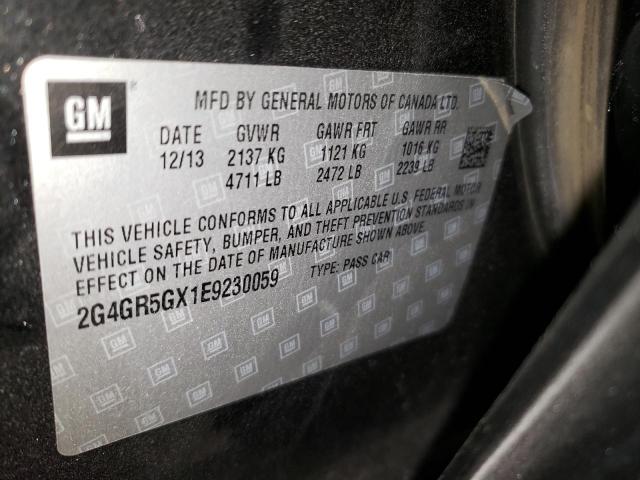 GM
MFD BY GENERAL MOTORS OF CANADA LTD.
DATE GVWR GAWR FRT GAWR RR
12/13 2137 KG 1121 KG 1016 KG
4711 LB 2472 LB 2239 LB
THIS VEHICLE CONFORMS TO ALL APPLICABLE U.S. FEDERAL MOTOR
VEHICLE SAFETY, BUMPER, AND THEFT PREVENTION STANDARDS IN
EFFECT ON THE DATE OF MANUFACTURE SHOWN ABOVE.
2G4GR5GX1E9230059 TYPE: PASS CAR